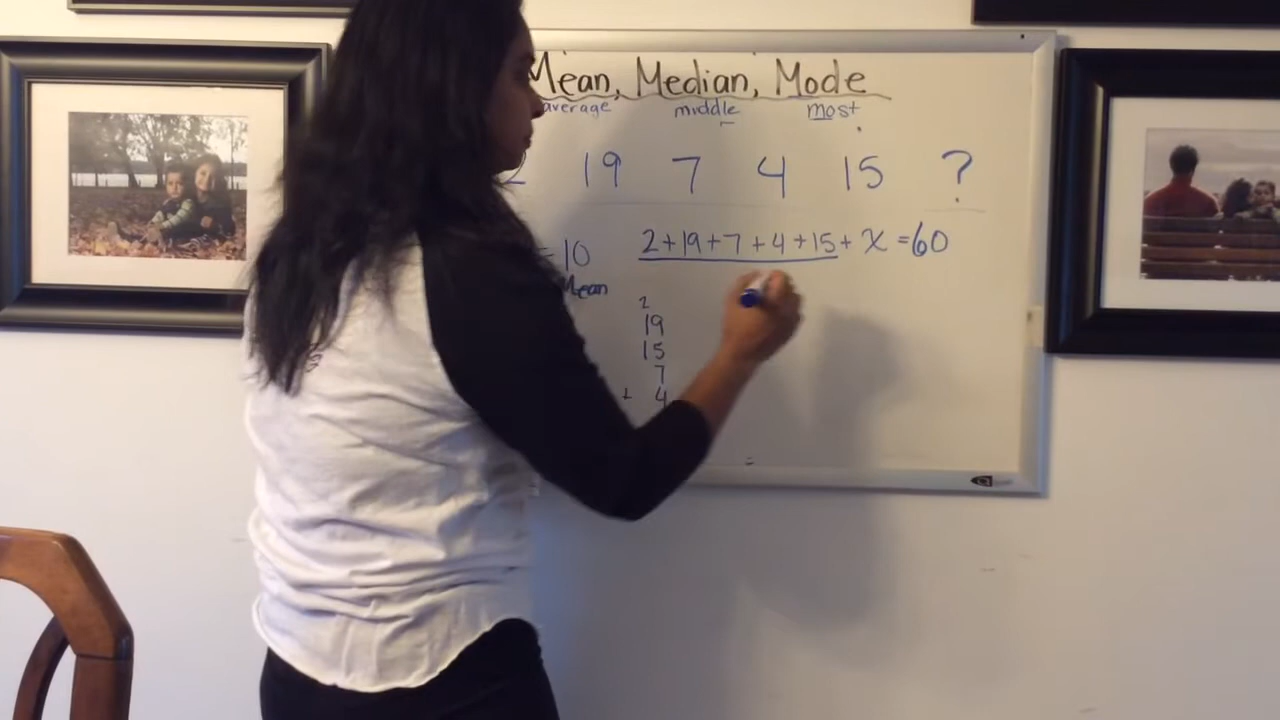 Mean, Median, Mode
average middle most
2 19 7 4 15 ?
= 10
Mean
2+19+7+4+15+x=60
2
19
15
7
+ 4